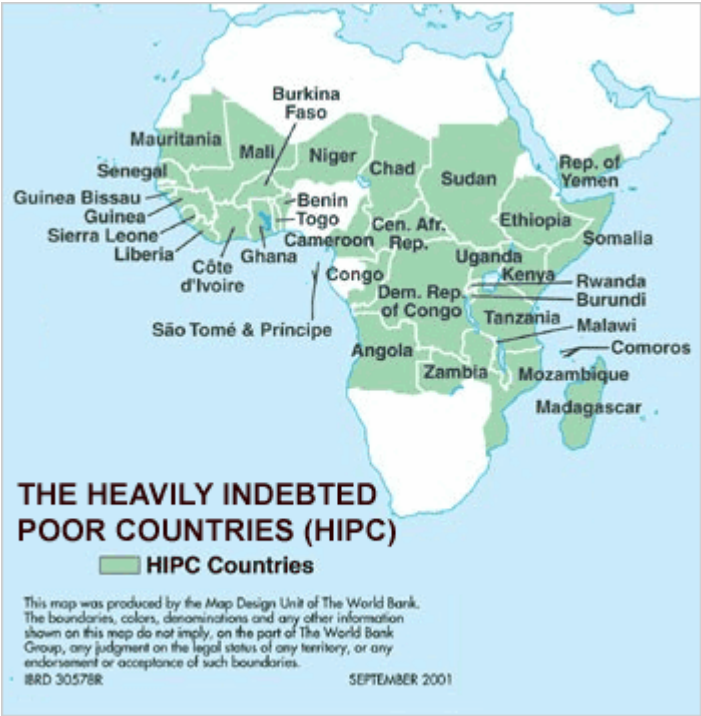 Burkina
Faso
Mauritania
Mali
Niger
Chad
Sudan
Rep. of
Yemen
Senegal
Guinea Bissau
Guinea
Sierra Leone
Liberia
Côte
d'Ivoire
Ghana
Benin
Togo
Cameroon
Cen. Afr.
Rep.
Ethiopia
Somalia
Uganda
Kenya
Congo
Dem. Rep.
of Congo
Rwanda
Burundi
Tanzania
Malawi
São Tomé & Principe
Comoros
Angola
Zambia
Mozambique
Madagascar
THE HEAVILY INDEBTED
POOR COUNTRIES (HIPC)
HIPC Countries
This map was produced by the Map Design Unit of The World Bank.
The boundaries, colors, denominations and any other information
shown on this map do not imply, on the part of The World Bank
Group, any judgment on the legal status of any territory, or any
endorsement or acceptance of such boundaries.
IBRD 30578R SEPTEMBER 2001